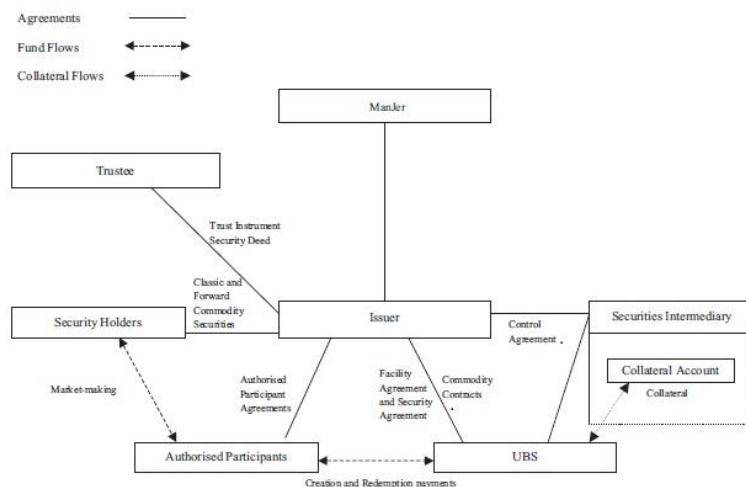 Agreements
Fund Flows
Collateral Flows
ManJer
Trustee
Trust Instrument
Security Deed
Classic and
Forward
Commodity
Securities
Security Holders
Issuer
Securities Intermediary
Control
Agreement
Collateral Account
Collateral
Market-making
Authorised
Participant
Agreements
Facility
Agreement
and Security
Agreement
Commodity
Contracts
Authorised Participants
UBS
Creation and Redemption payments